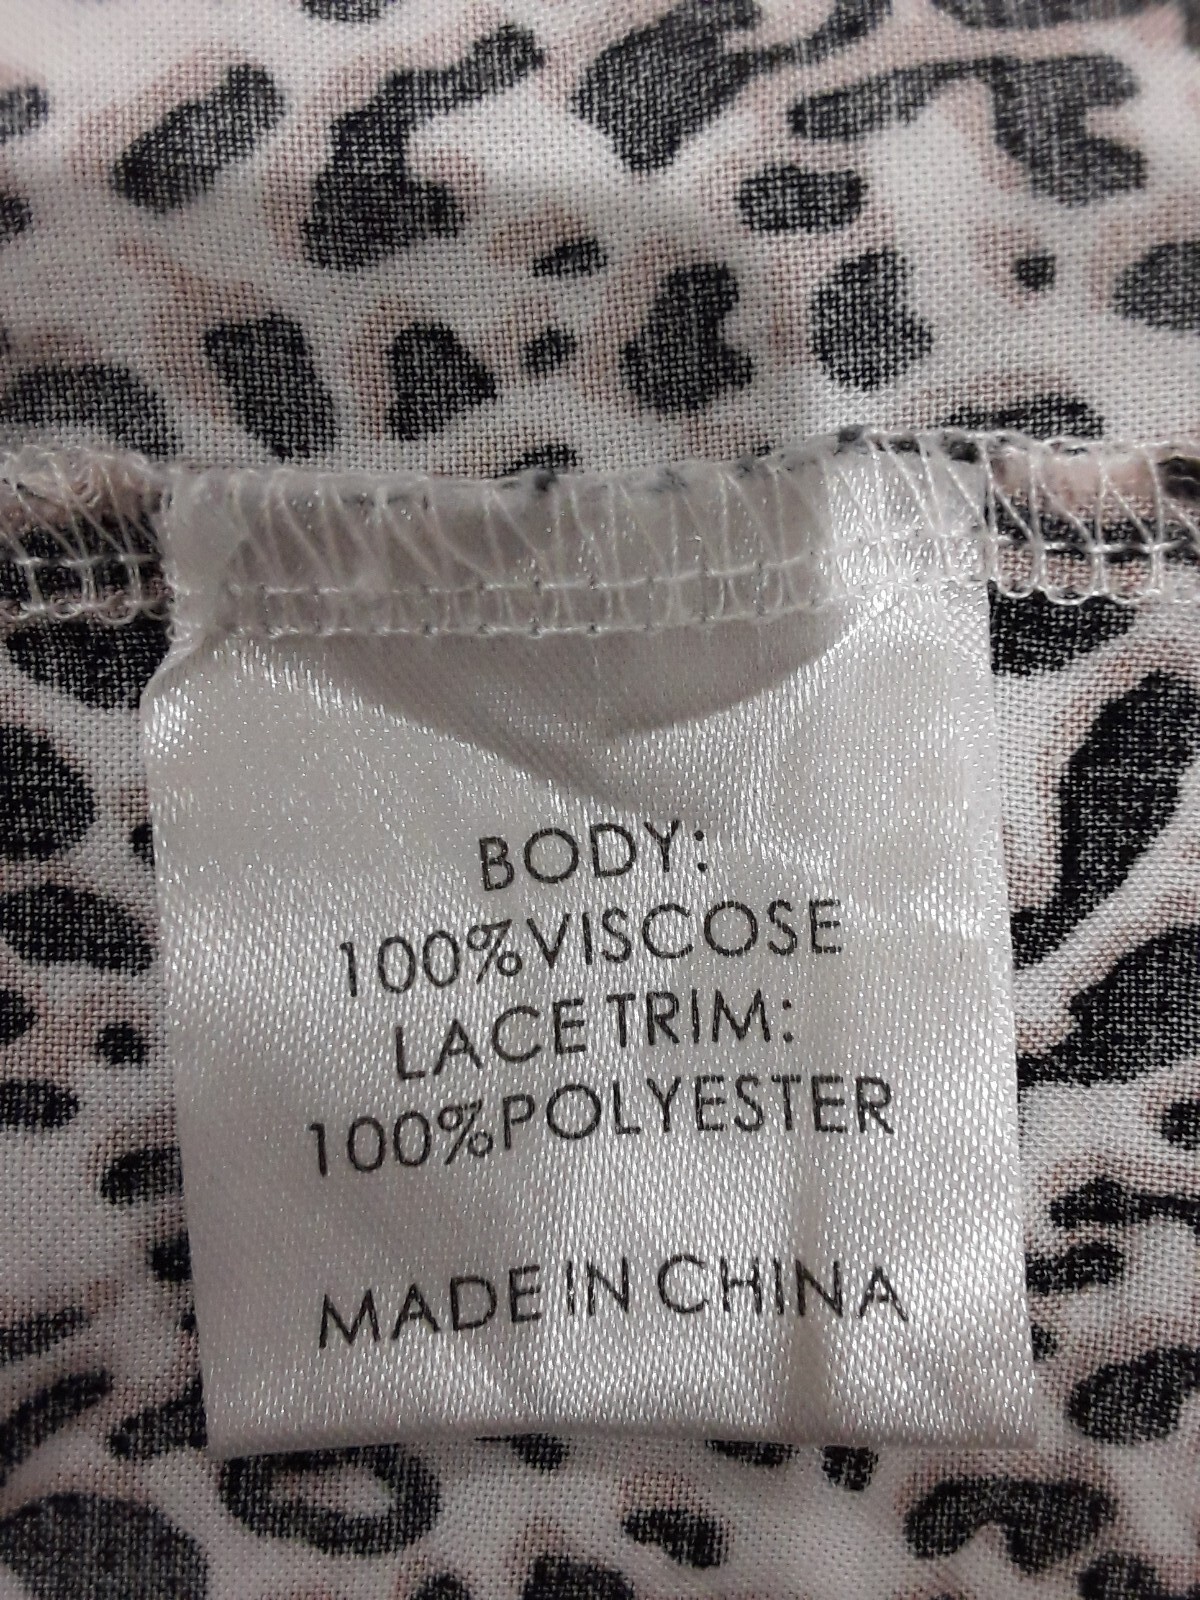 BODY:
100%VISCOSE
LACE TRIM:
100%POLYESTER
MADE IN CHINA